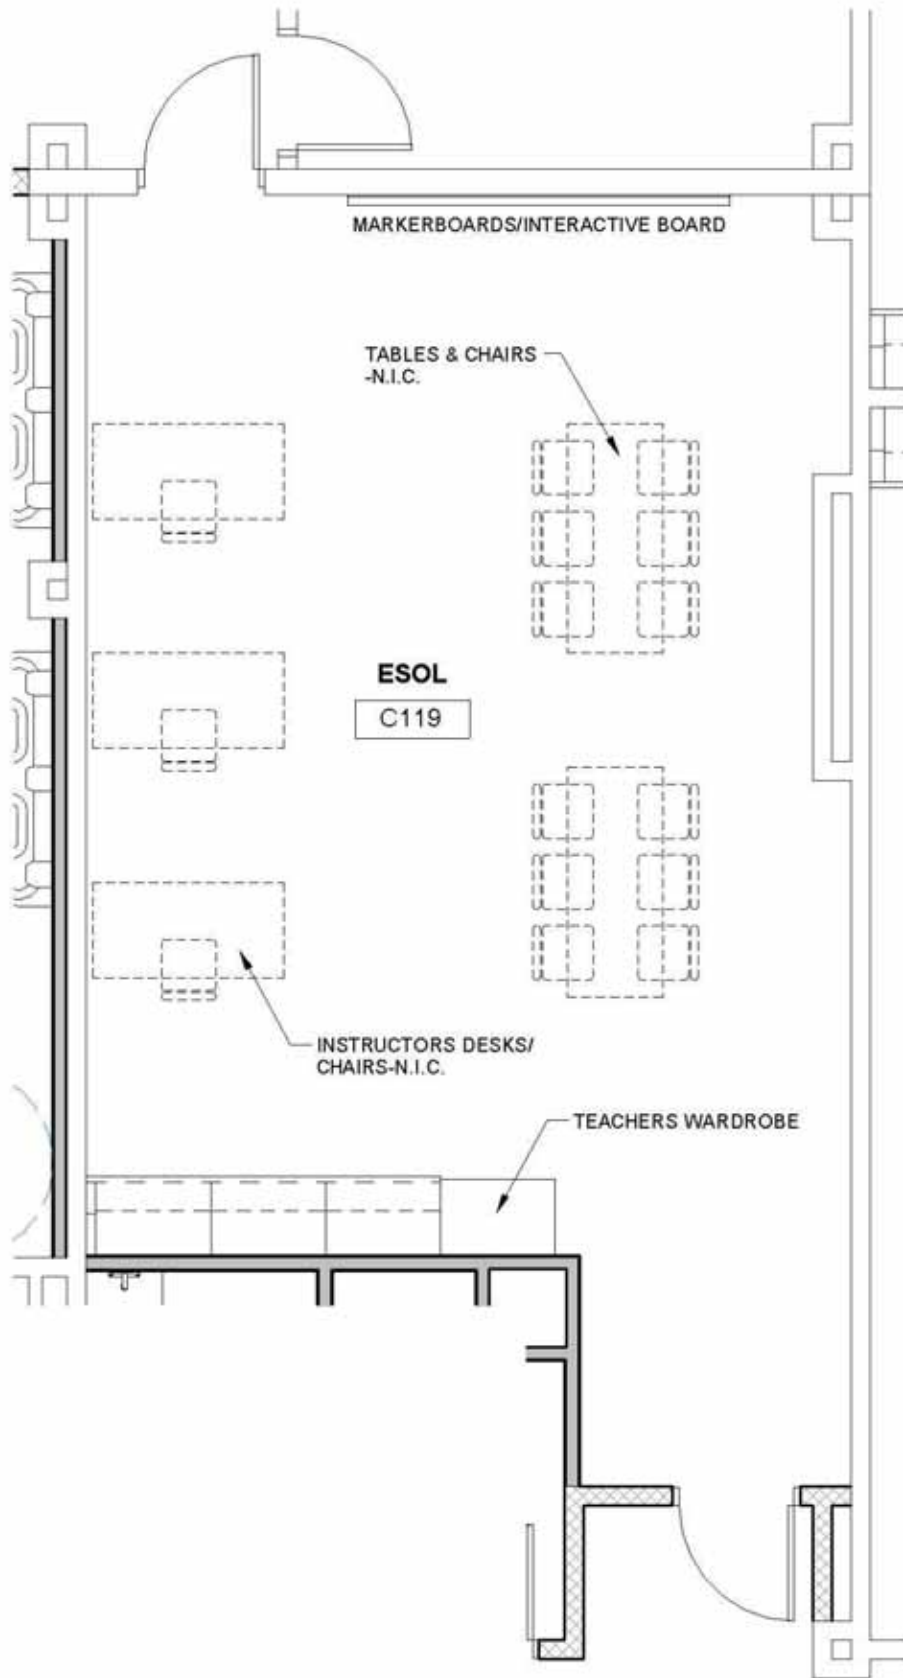 MARKERBOARDS/INTERACTIVE BOARD
TABLES & CHAIRS
-N.I.C.
ESOL
C119
INSTRUCTORS DESKS/
CHAIRS-N.I.C.
TEACHERS WARDROBE